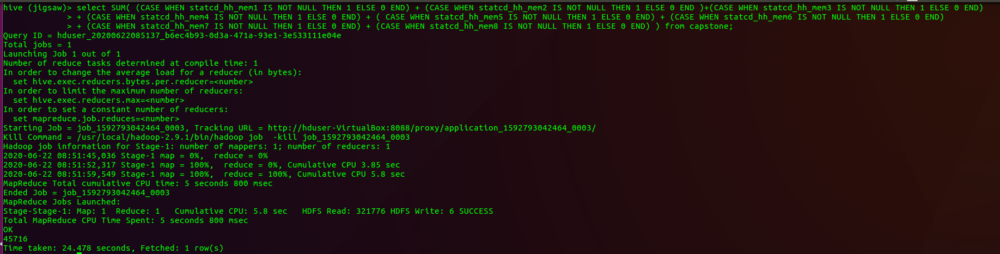 hive (jigsaw)> select SUM( (CASE WHEN statcd_hh_mem1 IS NOT NULL THEN 1 ELSE 0 END) + (CASE WHEN statcd_hh_mem2 IS NOT NULL THEN 1 ELSE 0 END )+(CASE WHEN statcd_hh_mem3 IS NOT NULL THEN 1 ELSE 0 END)
> + (CASE WHEN statcd_hh_mem4 IS NOT NULL THEN 1 ELSE 0 END) + ( CASE WHEN statcd_hh_mem5 IS NOT NULL THEN 1 ELSE 0 END) + (CASE WHEN statcd_hh_mem6 IS NOT NULL THEN 1 ELSE 0 END)
> + (CASE WHEN statcd_hh_mem7 IS NOT NULL THEN 1 ELSE 0 END) + (CASE WHEN statcd_hh_mem8 IS NOT NULL THEN 1 ELSE 0 END) ) from capstone;
Query ID = hduser_20200622085137_b6ec4b93-0d3a-471a-93e1-3e533111e04e
Total jobs = 1
Launching Job 1 out of 1
Number of reduce tasks determined at compile time: 1
In order to change the average load for a reducer (in bytes):
  set hive.exec.reducers.bytes.per.reducer=<number>
In order to limit the maximum number of reducers:
  set hive.exec.reducers.max=<number>
In order to set a constant number of reducers:
  set mapreduce.job.reduces=<number>
Starting Job = job_1592793042464_0003, Tracking URL = http://hduser-VirtualBox:8088/proxy/application_1592793042464_0003/
Kill Command = /usr/local/hadoop-2.9.1/bin/hadoop job  -kill job_1592793042464_0003
Hadoop job information for Stage-1: number of mappers: 1; number of reducers: 1
2020-06-22 08:51:45,036 Stage-1 map = 0%,  reduce = 0%
2020-06-22 08:51:52,317 Stage-1 map = 100%,  reduce = 0%, Cumulative CPU 3.85 sec
2020-06-22 08:51:59,549 Stage-1 map = 100%,  reduce = 100%, Cumulative CPU 5.8 sec
MapReduce Total cumulative CPU time: 5 seconds 800 msec
Ended Job = job_1592793042464_0003
MapReduce Jobs Launched:
Stage-Stage-1: Map: 1  Reduce: 1   Cumulative CPU: 5.8 sec   HDFS Read: 321776 HDFS Write: 6 SUCCESS
Total MapReduce CPU Time Spent: 5 seconds 800 msec
OK
45716
Time taken: 24.478 seconds, Fetched: 1 row(s)